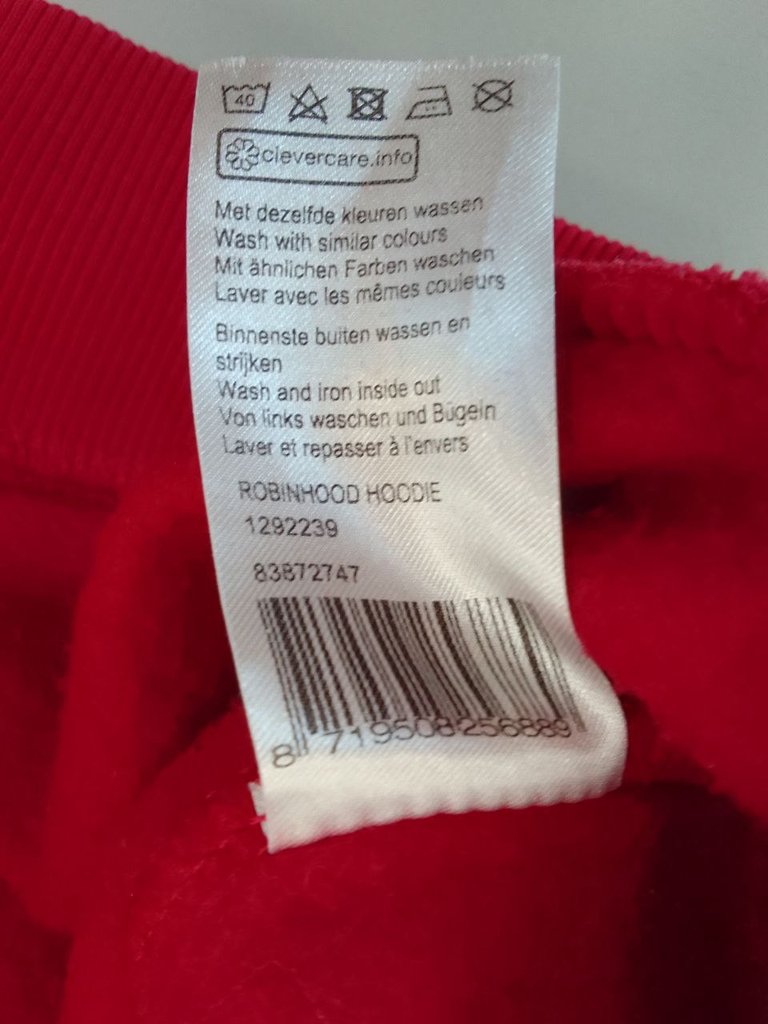 40
clevercare.info
Met dezelfde kleuren wassen
Wash with similar colours
Mit ähnlichen Farben waschen
Laver avec les mêmes couleurs
Binnenste buiten wassen en
strijken
Wash and iron inside out
Von links waschen und Bügeln
Laver et repasser à l'envers
ROBINHOOD HOODIE
1292239
83872747
8 719508 256889